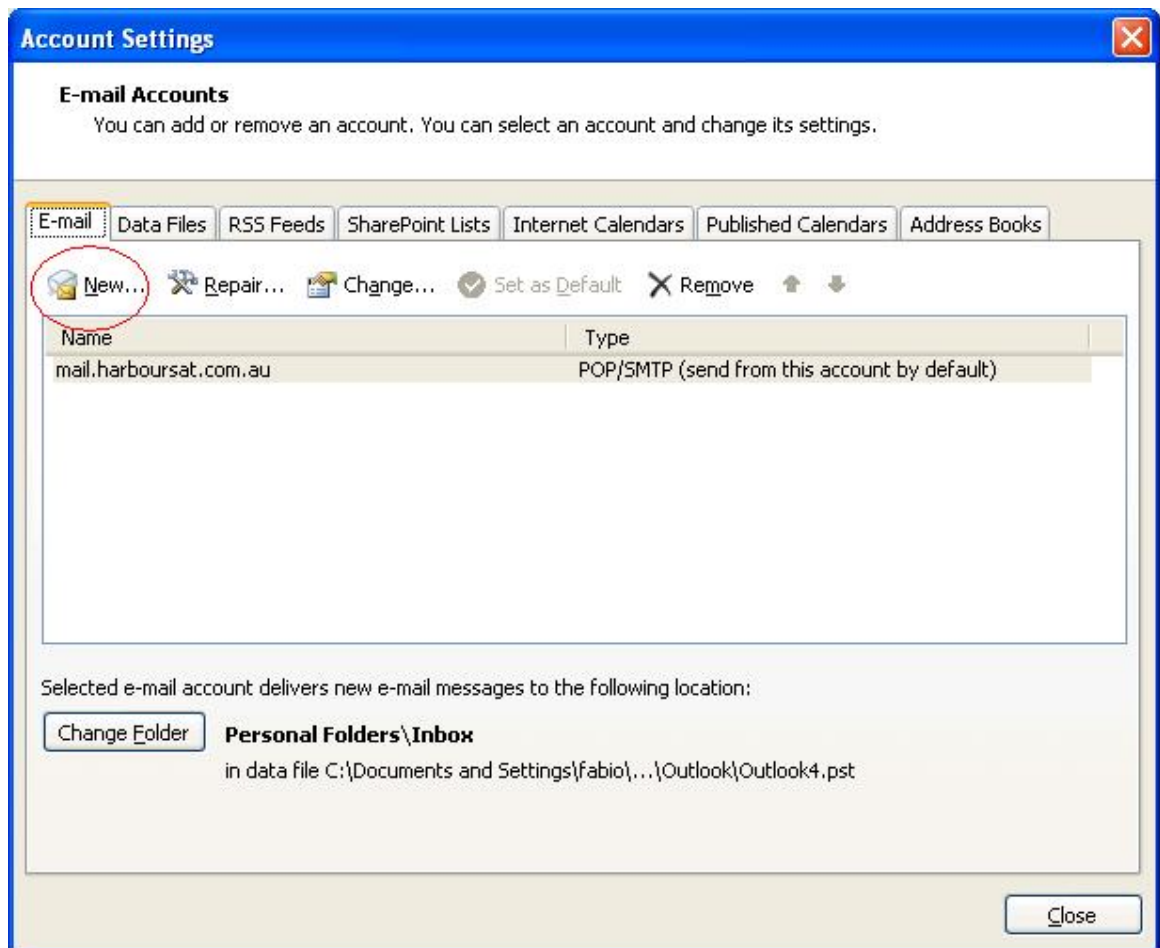 Account Settings
E-mail Accounts
You can add or remove an account. You can select an account and change its settings.
E-mail Data Files RSS Feeds SharePoint Lists Internet Calendars Published Calendars Address Books
New... Repair... Change... Set as Default Remove
Name Type
mail.harboursat.com.au POP/SMTP (send from this account by default)
Selected e-mail account delivers new e-mail messages to the following location:
Change Folder Personal Folders\Inbox
in data file C:\Documents and Settings\fabio\...\Outlook\Outlook4.pst
Close